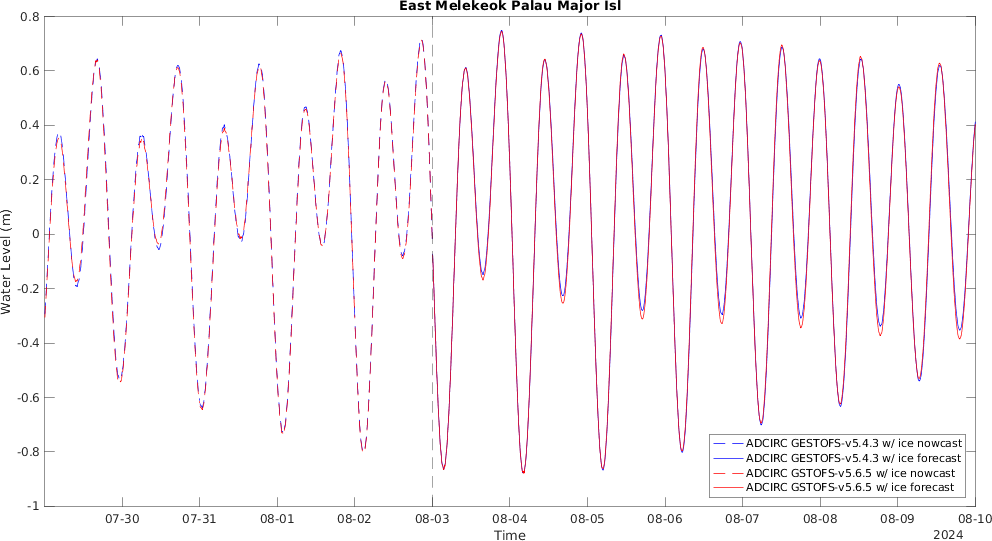 East Melekeok Palau Major Isl
0.8
0.6
0.4
0.2
0
-0.2
-0.4
-0.6
-0.8
-1
Water Level (m)
07-30 07-31 08-01 08-02 08-03 08-04 08-05 08-06 08-07 08-08 08-09 08-10
Time
2024
ADCIRC GESTOFS-v5.4.3 w/ ice nowcast
ADCIRC GESTOFS-v5.4.3 w/ ice forecast
ADCIRC GSTOFS-v5.6.5 w/ ice nowcast
ADCIRC GSTOFS-v5.6.5 w/ ice forecast